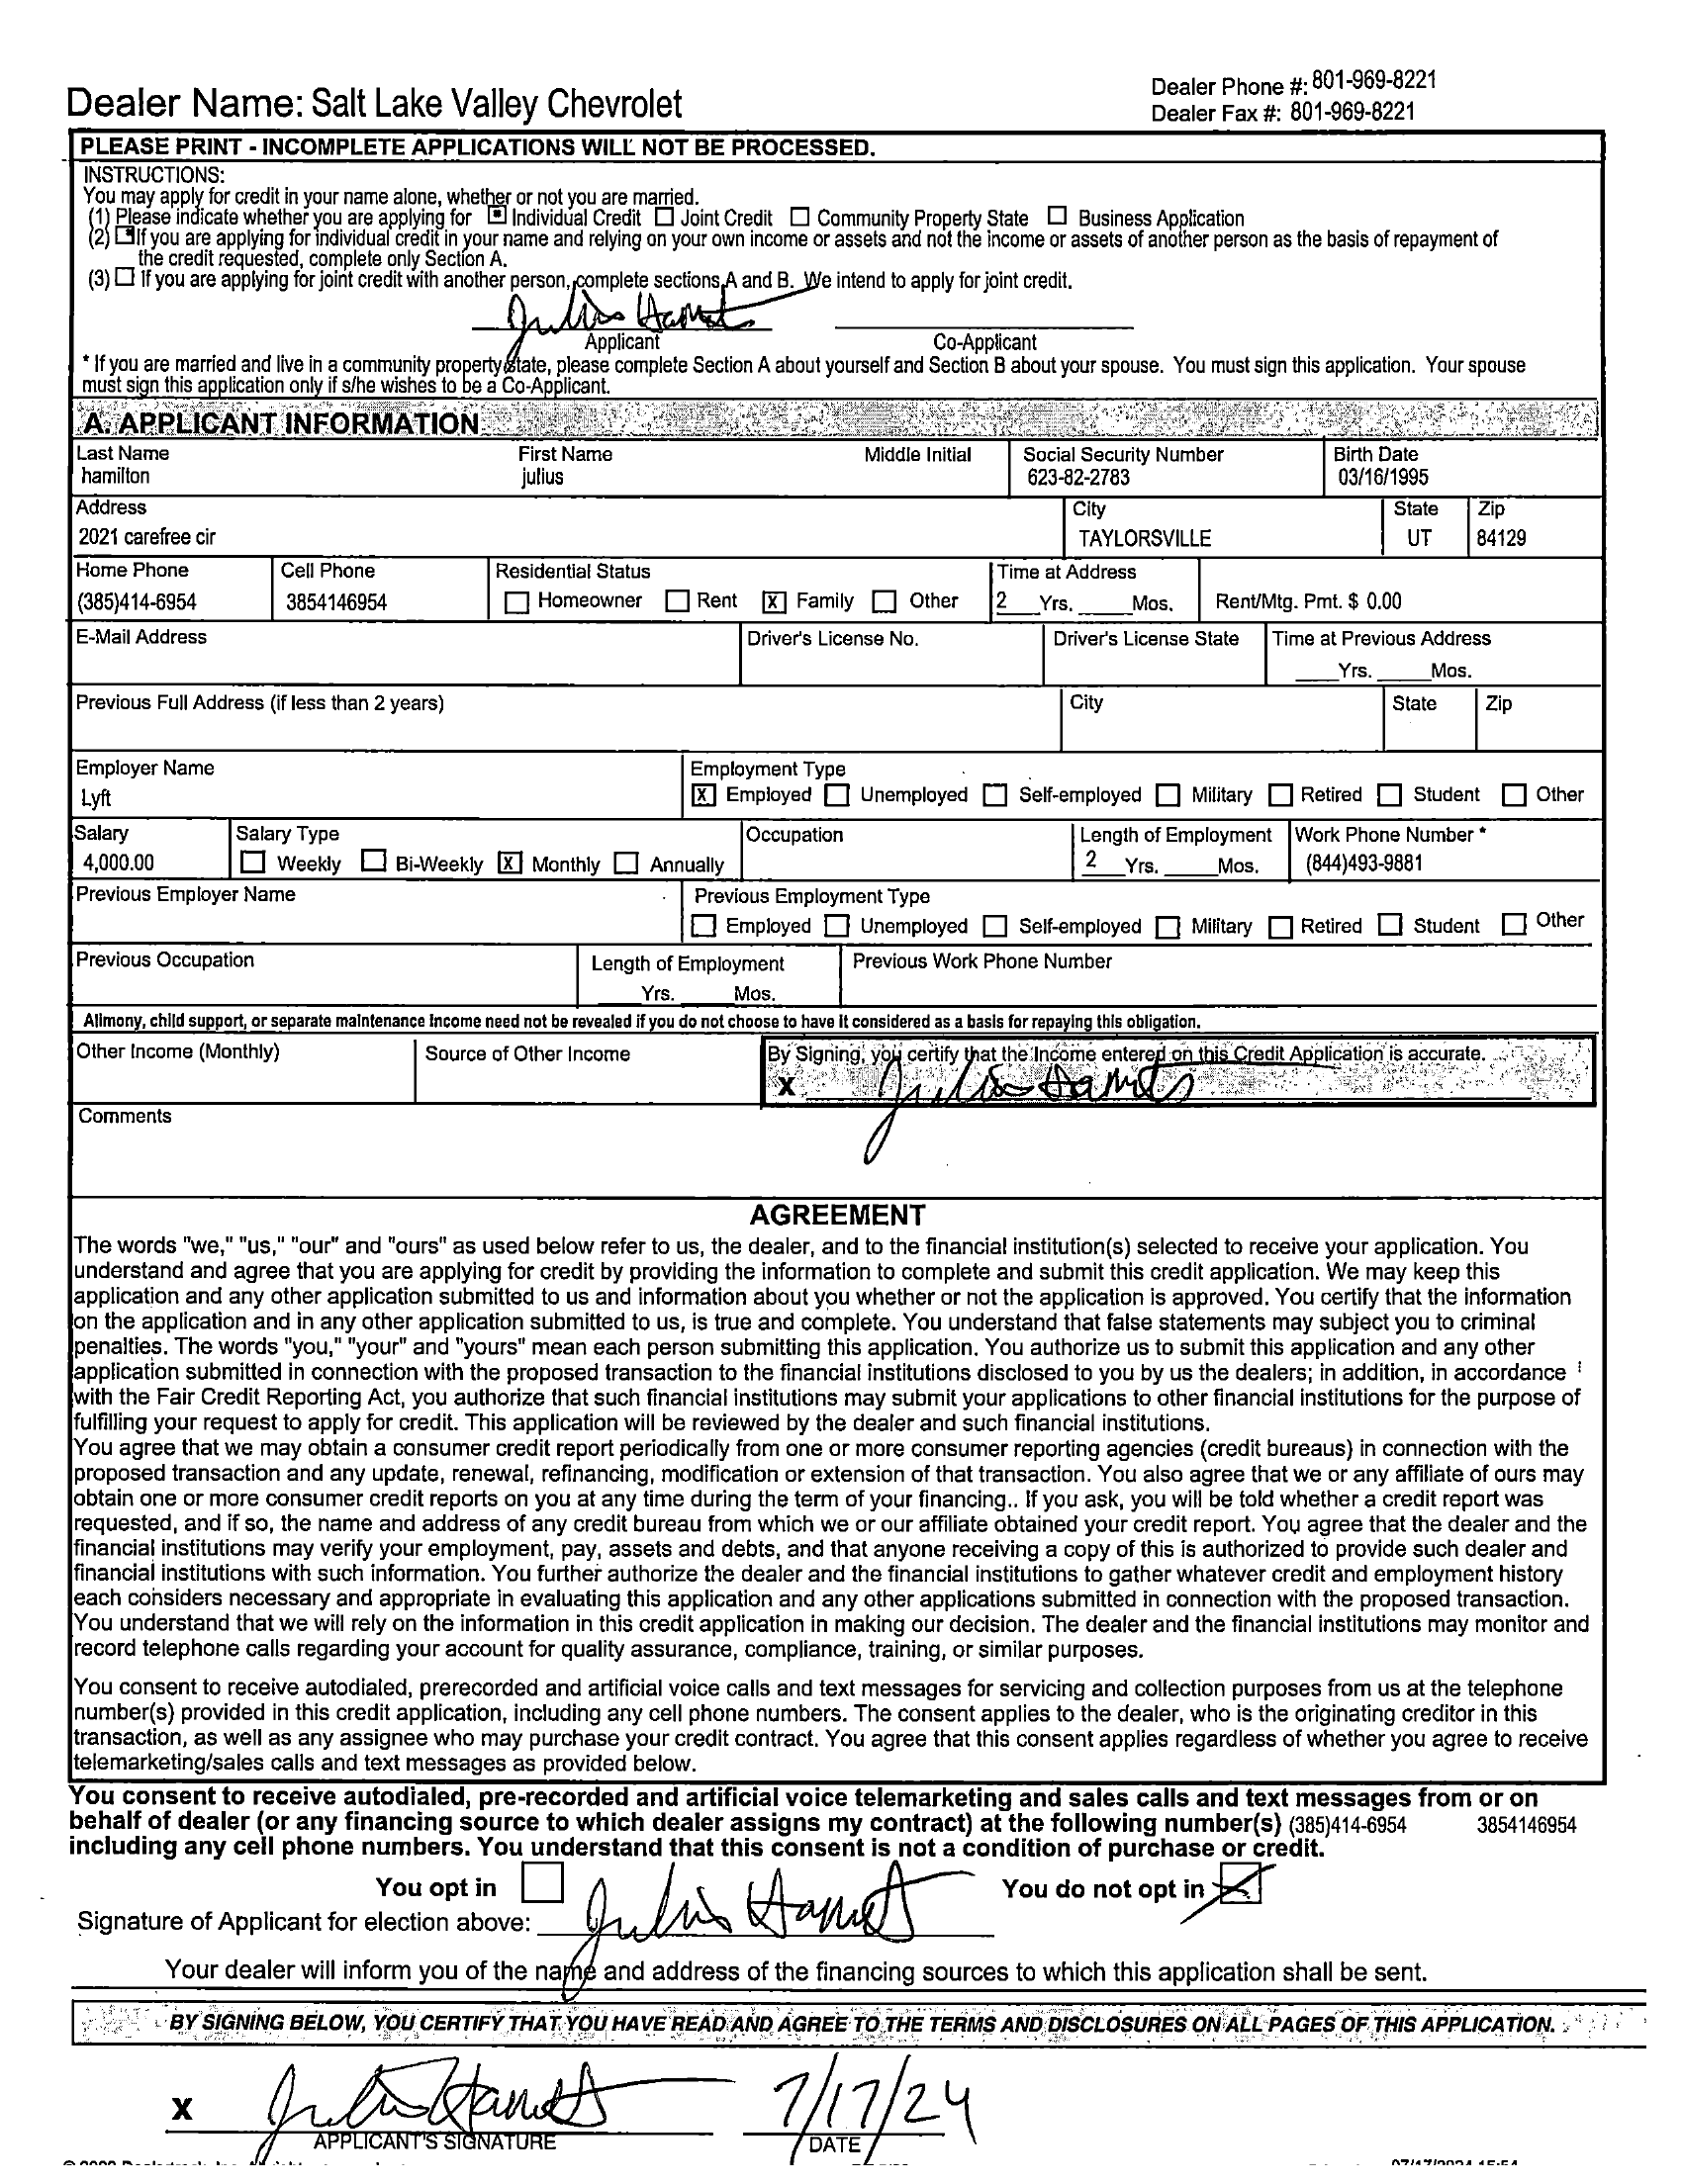 Dealer Name: Salt Lake Valley Chevrolet
Dealer Phone #: 801-969-8221
Dealer Fax #: 801-969-8221
PLEASE PRINT - INCOMPLETE APPLICATIONS WILL NOT BE PROCESSED.
INSTRUCTIONS:
You may apply for credit in your name alone, whether or not you are married.
(1) Please indicate whether you are applying for Individual Credit Joint Credit Community Property State Business Application
(2) If you are applying for individual credit in your name and relying on your own income or assets and not the income or assets of another person as the basis of repayment of
the credit requested, complete only Section A.
(3) If you are applying for joint credit with another person, complete sections A and B. We intend to apply for joint credit.
Applicant Co-Applicant
* If you are married and live in a community property state, please complete Section A about yourself and Section B about your spouse. You must sign this application. Your spouse
must sign this application only if s/he wishes to be a Co-Applicant.
A. APPLICANT INFORMATION
Last Name First Name Middle Initial Social Security Number Birth Date
hamilton julius 623-82-2783 03/16/1995
Address City State Zip
2021 carefree cir TAYLORSVILLE UT 84129
Home Phone Cell Phone Residential Status Time at Address
(385)414-6954 3854146954 Homeowner Rent X Family Other 2 Yrs. Mos. Rent/Mtg. Pmt. $ 0.00
E-Mail Address Driver's License No. Driver's License State Time at Previous Address
Yrs. Mos.
Previous Full Address (if less than 2 years) City State Zip
Employer Name Employment Type
Lyft X Employed Unemployed Self-employed Military Retired Student Other
Salary Salary Type Occupation Length of Employment Work Phone Number *
4,000.00 Weekly Bi-Weekly X Monthly Annually 2 Yrs. Mos. (844)493-9881
Previous Employer Name Previous Employment Type
Employed Unemployed Self-employed Military Retired Student Other
Previous Occupation Length of Employment Previous Work Phone Number
Yrs. Mos.
Alimony, child support, or separate maintenance income need not be revealed if you do not choose to have it considered as a basis for repaying this obligation.
Other Income (Monthly) Source of Other Income By Signing, you certify that the Income entered on this Credit Application is accurate.
X
Comments
AGREEMENT
The words "we," "us," "our" and "ours" as used below refer to us, the dealer, and to the financial institution(s) selected to receive your application. You
understand and agree that you are applying for credit by providing the information to complete and submit this credit application. We may keep this
application and any other application submitted to us and information about you whether or not the application is approved. You certify that the information
on the application and in any other application submitted to us, is true and complete. You understand that false statements may subject you to criminal
penalties. The words "you," "your" and "yours" mean each person submitting this application. You authorize us to submit this application and any other
application submitted in connection with the proposed transaction to the financial institutions disclosed to you by us the dealers; in addition, in accordance
with the Fair Credit Reporting Act, you authorize that such financial institutions may submit your applications to other financial institutions for the purpose of
fulfilling your request to apply for credit. This application will be reviewed by the dealer and such financial institutions.
You agree that we may obtain a consumer credit report periodically from one or more consumer reporting agencies (credit bureaus) in connection with the
proposed transaction and any update, renewal, refinancing, modification or extension of that transaction. You also agree that we or any affiliate of ours may
obtain one or more consumer credit reports on you at any time during the term of your financing.. If you ask, you will be told whether a credit report was
requested, and if so, the name and address of any credit bureau from which we or our affiliate obtained your credit report. You agree that the dealer and the
financial institutions may verify your employment, pay, assets and debts, and that anyone receiving a copy of this is authorized to provide such dealer and
financial institutions with such information. You further authorize the dealer and the financial institutions to gather whatever credit and employment history
each considers necessary and appropriate in evaluating this application and any other applications submitted in connection with the proposed transaction.
You understand that we will rely on the information in this credit application in making our decision. The dealer and the financial institutions may monitor and
record telephone calls regarding your account for quality assurance, compliance, training, or similar purposes.
You consent to receive autodialed, prerecorded and artificial voice calls and text messages for servicing and collection purposes from us at the telephone
number(s) provided in this credit application, including any cell phone numbers. The consent applies to the dealer, who is the originating creditor in this
transaction, as well as any assignee who may purchase your credit contract. You agree that this consent applies regardless of whether you agree to receive
telemarketing/sales calls and text messages as provided below.
You consent to receive autodialed, pre-recorded and artificial voice telemarketing and sales calls and text messages from or on
behalf of dealer (or any financing source to which dealer assigns my contract) at the following number(s) (385)414-6954 3854146954
including any cell phone numbers. You understand that this consent is not a condition of purchase or credit.
You opt in You do not opt in
Signature of Applicant for election above:
Your dealer will inform you of the name and address of the financing sources to which this application shall be sent.
BY SIGNING BELOW, YOU CERTIFY THAT YOU HAVE READ AND AGREE TO THE TERMS AND DISCLOSURES ON ALL PAGES OF THIS APPLICATION.
X 7/17/24
APPLICANT'S SIGNATURE DATE